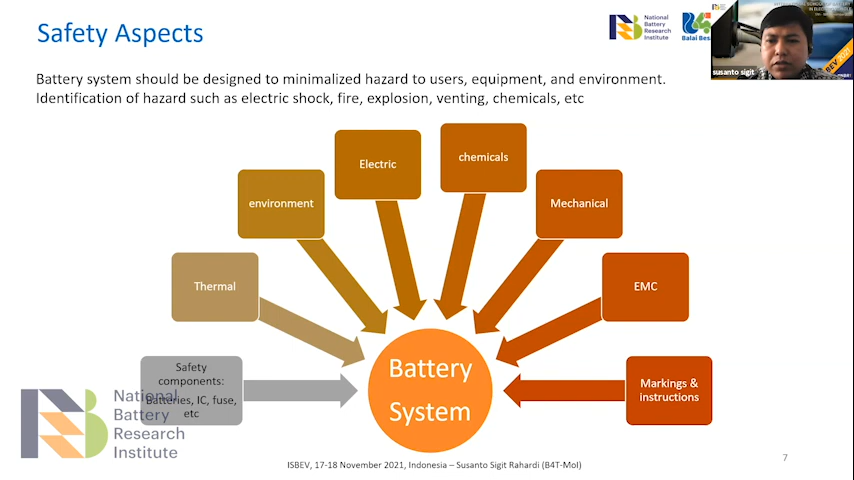 Safety Aspects
National
Battery
Research
Institute
Balai Bes
susanto sigit
BEV 2021
Battery system should be designed to minimalized hazard to users, equipment, and environment.
Identification of hazard such as electric shock, fire, explosion, venting, chemicals, etc
Electric
chemicals
environment
Mechanical
Thermal
EMC
Safety
components:
Batteries, IC, fuse,
etc
Battery
System
Markings &
instructions
National
Battery
Research
Institute
ISBEV, 17-18 November 2021, Indonesia – Susanto Sigit Rahardi (B4T-MoI)
7